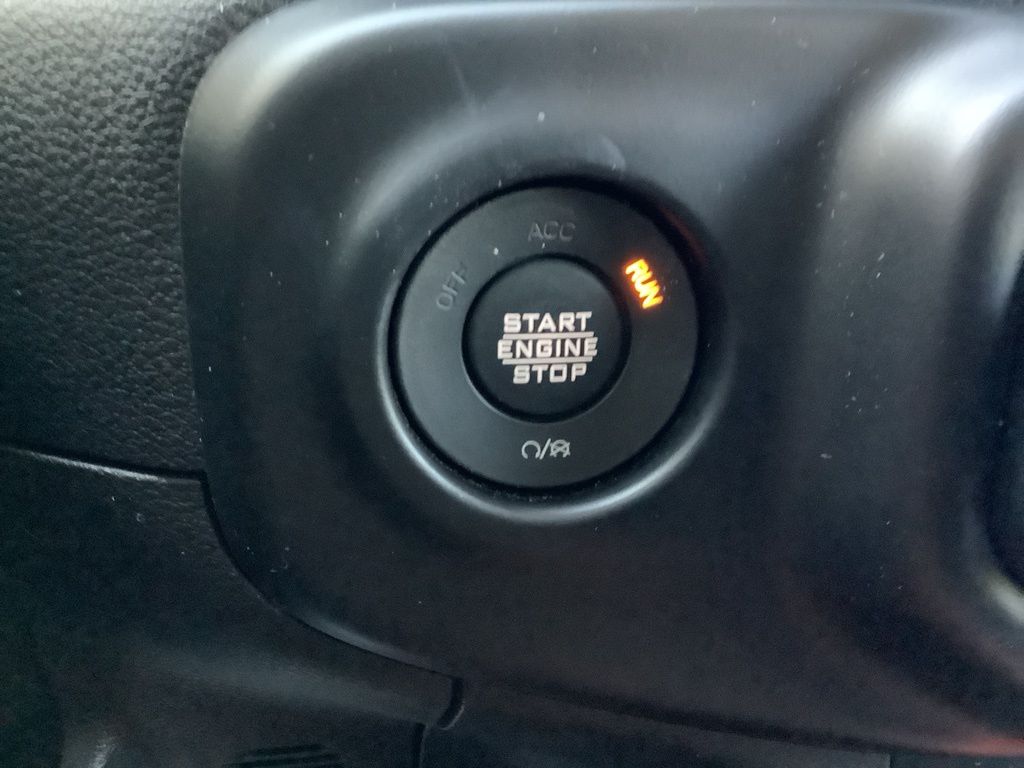 ACC
OFF
RUN
START
ENGINE
STOP